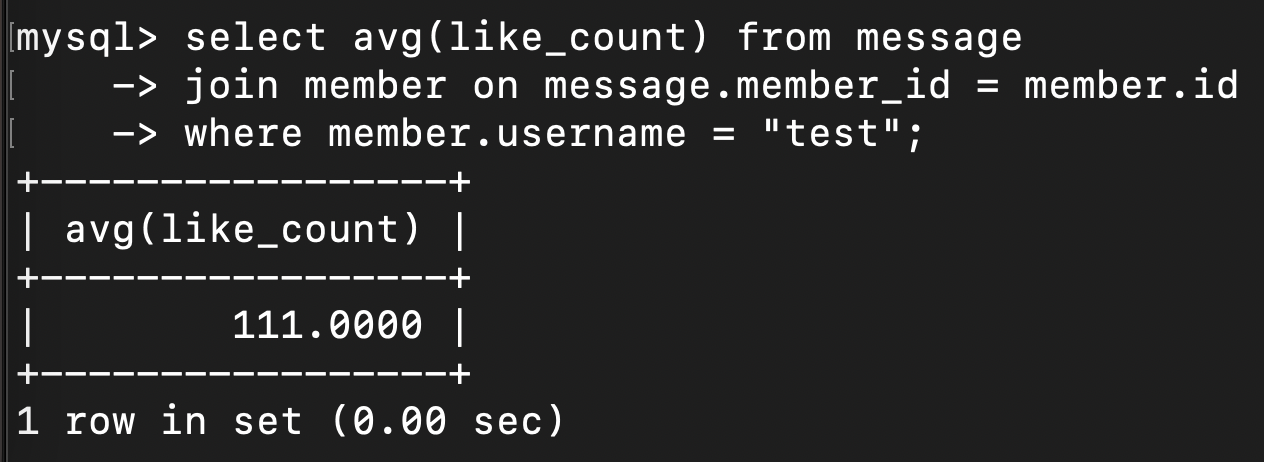 [mysql> select avg(like_count) from message
[    -> join member on message.member_id = member.id
[    -> where member.username = "test";
+-----------------+
| avg(like_count) |
+-----------------+
|        111.0000 |
+-----------------+
1 row in set (0.00 sec)